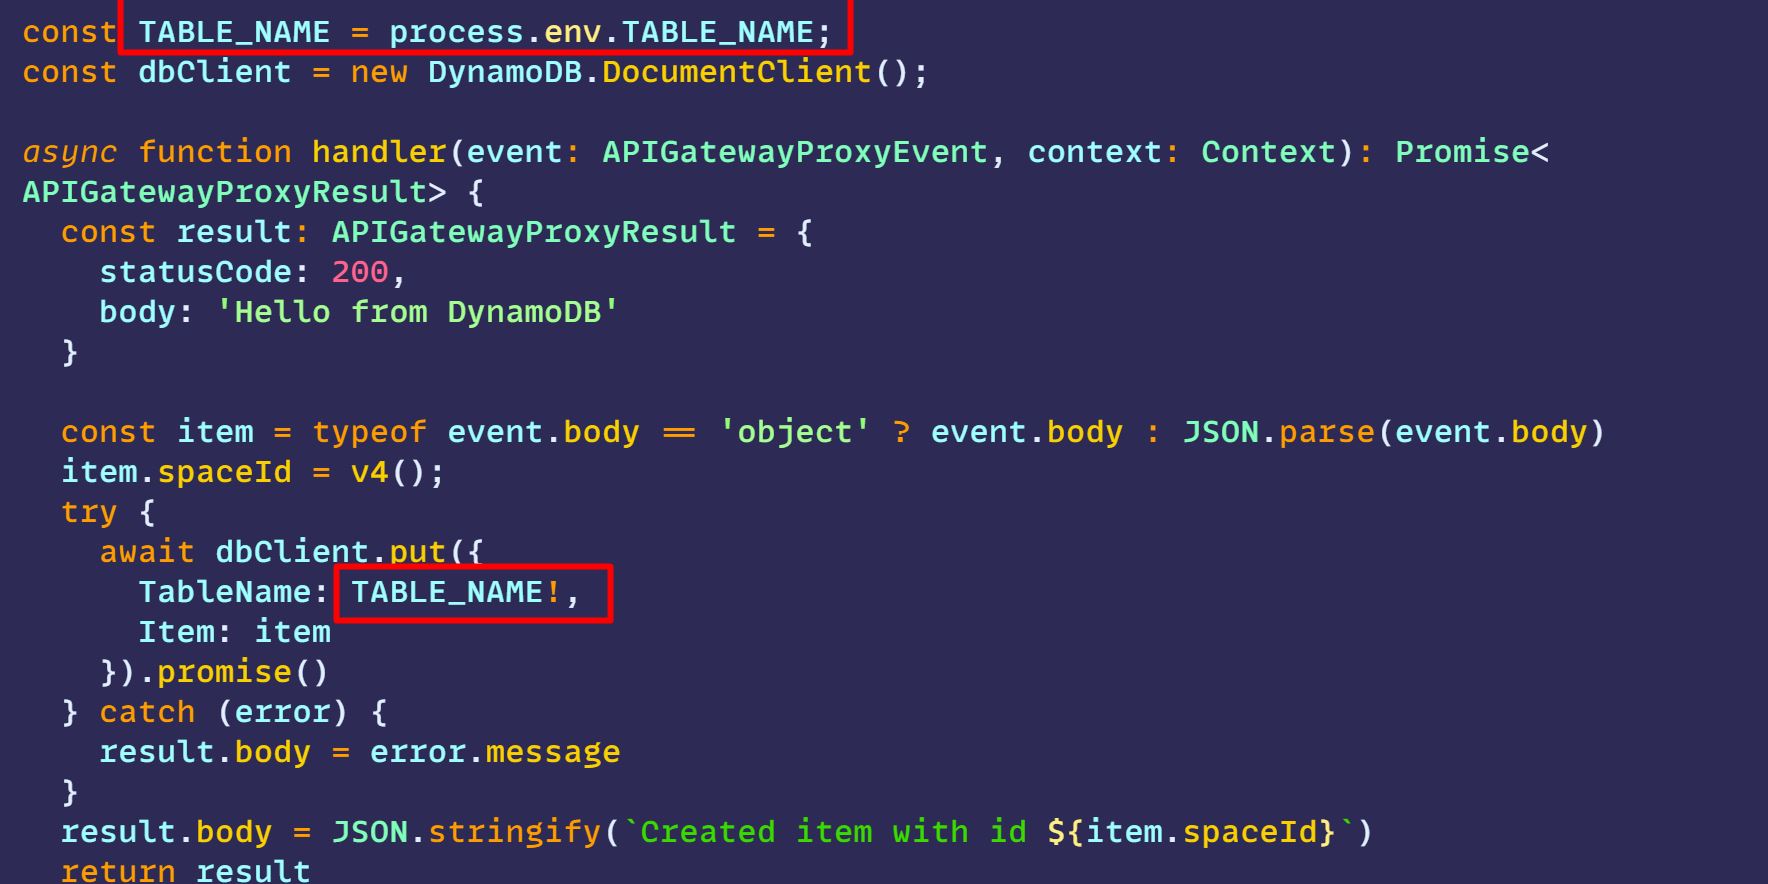 const TABLE_NAME = process.env.TABLE_NAME;
const dbClient = new DynamoDB.DocumentClient();
async function handler(event: APIGatewayProxyEvent, context: Context): Promise<
APIGatewayProxyResult> {
  const result: APIGatewayProxyResult = {
    statusCode: 200,
    body: 'Hello from DynamoDB'
  }
  const item = typeof event.body == 'object' ? event.body : JSON.parse(event.body)
  item.spaceId = v4();
  try {
    await dbClient.put({
      TableName: TABLE_NAME!,
      Item: item
    }).promise()
  } catch (error) {
    result.body = error.message
  }
  result.body = JSON.stringify(`Created item with id ${item.spaceId}`)
  return result